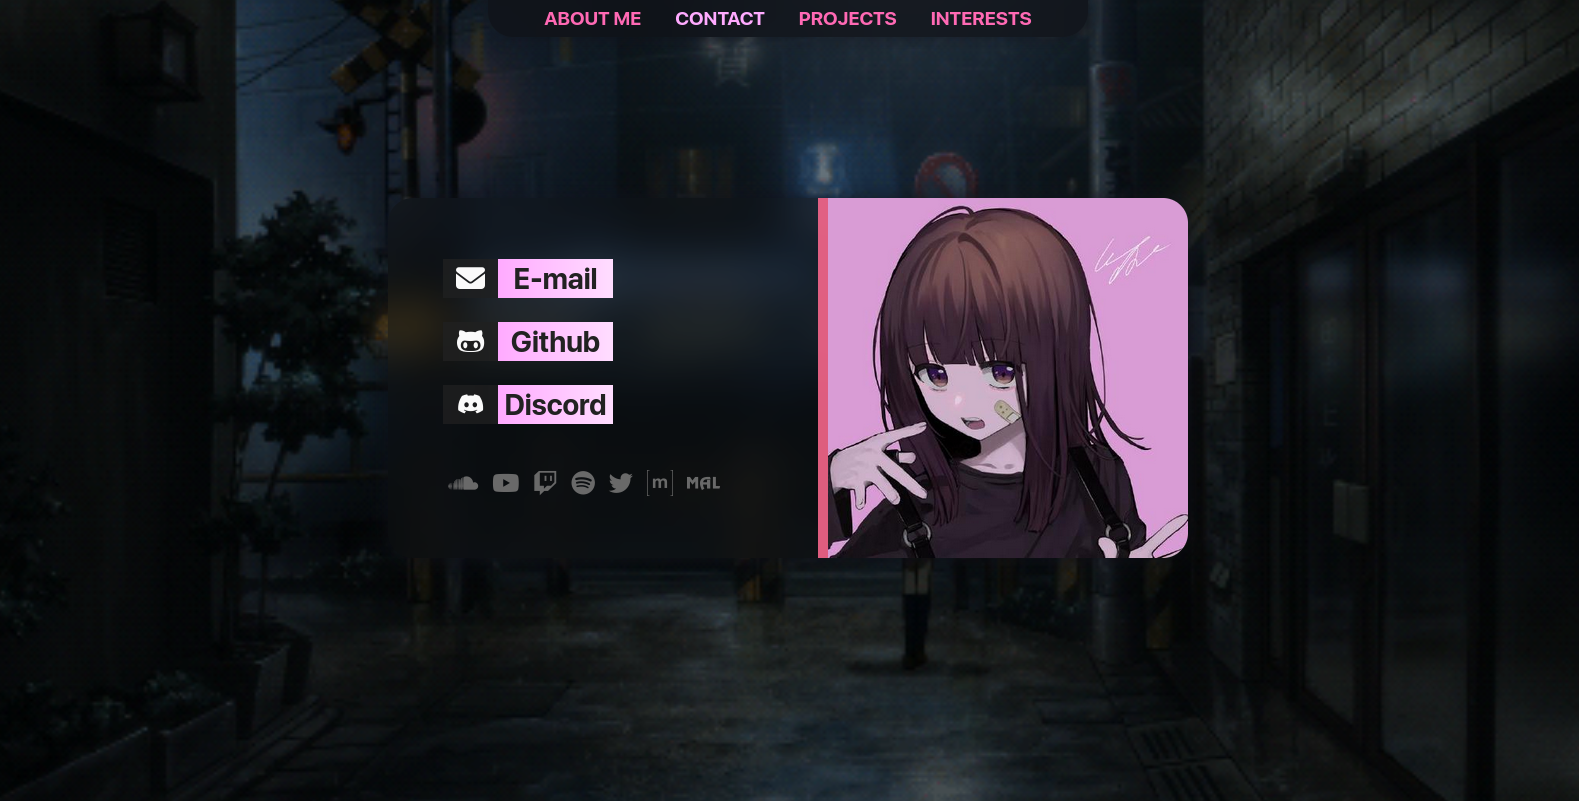 ABOUT ME CONTACT PROJECTS INTERESTS
E-mail
Github
Discord
[m] MAL